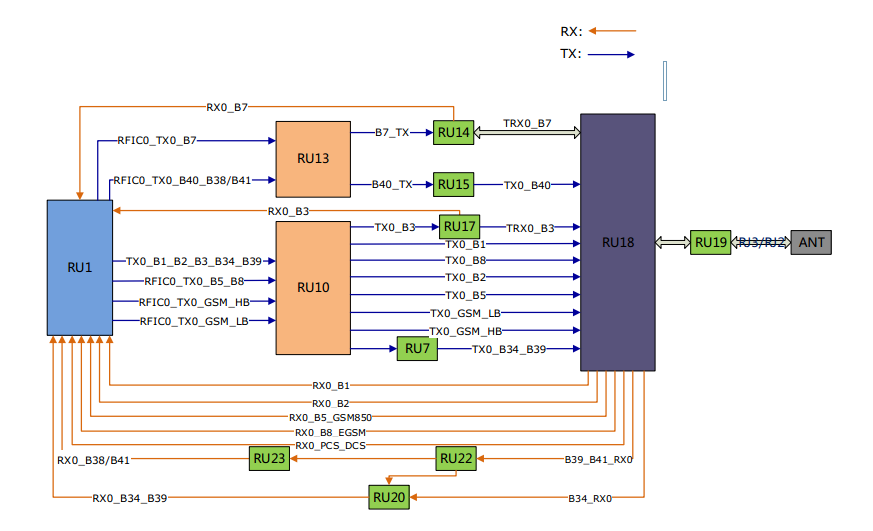 RX:
TX:
RX0_B7
TRX0_B7
B7_TX
RU14
RFIC0_TX0_B7
RU13
RFIC0_TX0_B40_B38/B41
B40_TX
RU15
TX0_B40
RX0_B3
TX0_B3
RU17
TRX0_B3
TX0_B1
RU18
RU19
RJ3/RJ2
ANT
RU1
TX0_B1_B2_B3_B34_B39
TX0_B8
RFIC0_TX0_B5_B8
TX0_B2
RU10
RFIC0_TX0_GSM_HB
TX0_B5
RFIC0_TX0_GSM_LB
TX0_GSM_LB
TX0_GSM_HB
RU7
TX0_B34_B39
RX0_B1
RX0_B2
RX0_B5_GSM850
RX0_B8_EGSM
RX0_PCS_DCS
RX0_B38/B41
RU23
RU22
B39_B41_RX0
RX0_B34_B39
RU20
B34_RX0